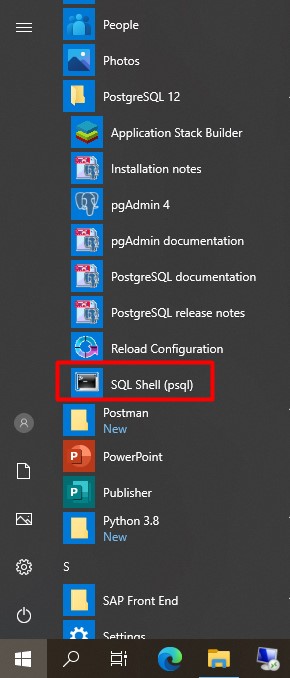 People
Photos
PostgreSQL 12
Application Stack Builder
Installation notes
pgAdmin 4
pgAdmin documentation
PostgreSQL documentation
PostgreSQL release notes
Reload Configuration
SQL Shell (psql)
Postman
New
PowerPoint
Publisher
Python 3.8
New
S
SAP Front End
Settings